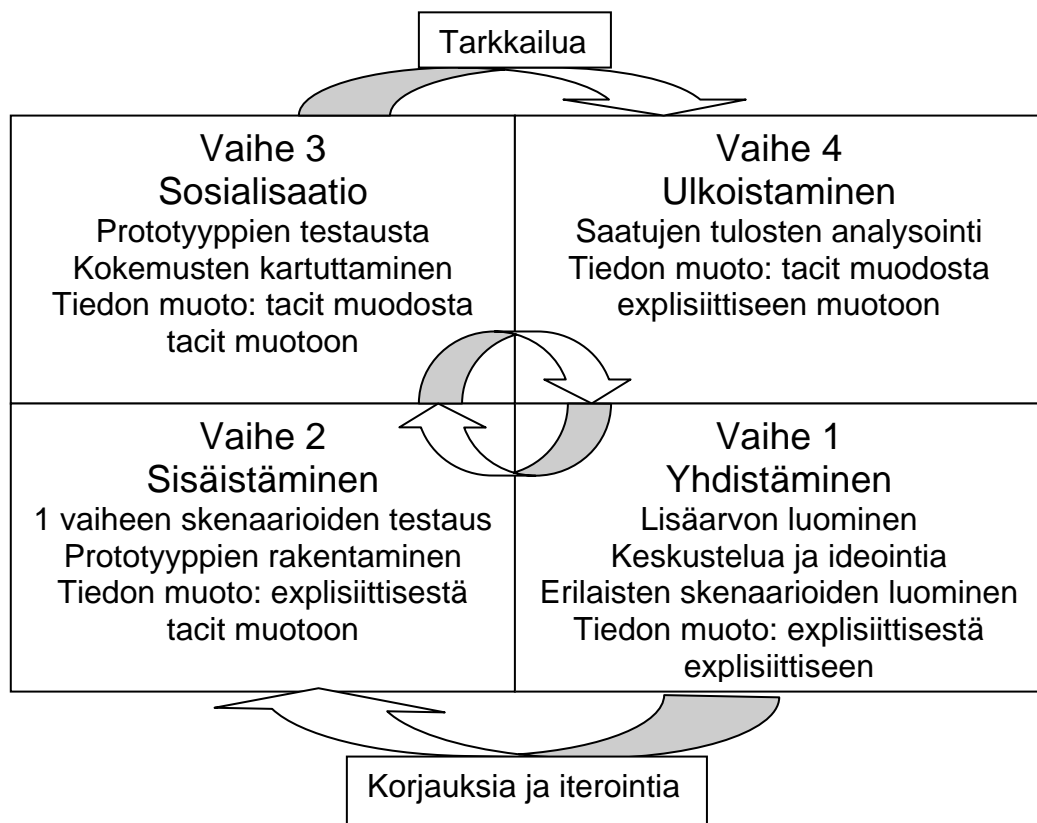 Tarkkailua
Vaihe 3
Sosialisaatio
Prototyyppien testausta
Kokemusten kartuttaminen
Tiedon muoto: tacit muodosta
tacit muotoon
Vaihe 4
Ulkoistaminen
Saatujen tulosten analysointi
Tiedon muoto: tacit muodosta
explisiittiseen muotoon
Vaihe 2
Sisäistäminen
1 vaiheen skenaarioiden testaus
Prototyyppien rakentaminen
Tiedon muoto: explisiittisestä
tacit muotoon
Vaihe 1
Yhdistäminen
Lisäarvon luominen
Keskustelua ja ideointia
Erilaisten skenaarioiden luominen
Tiedon muoto: explisiittisestä
explisiittiseen
Korjauksia ja iterointia